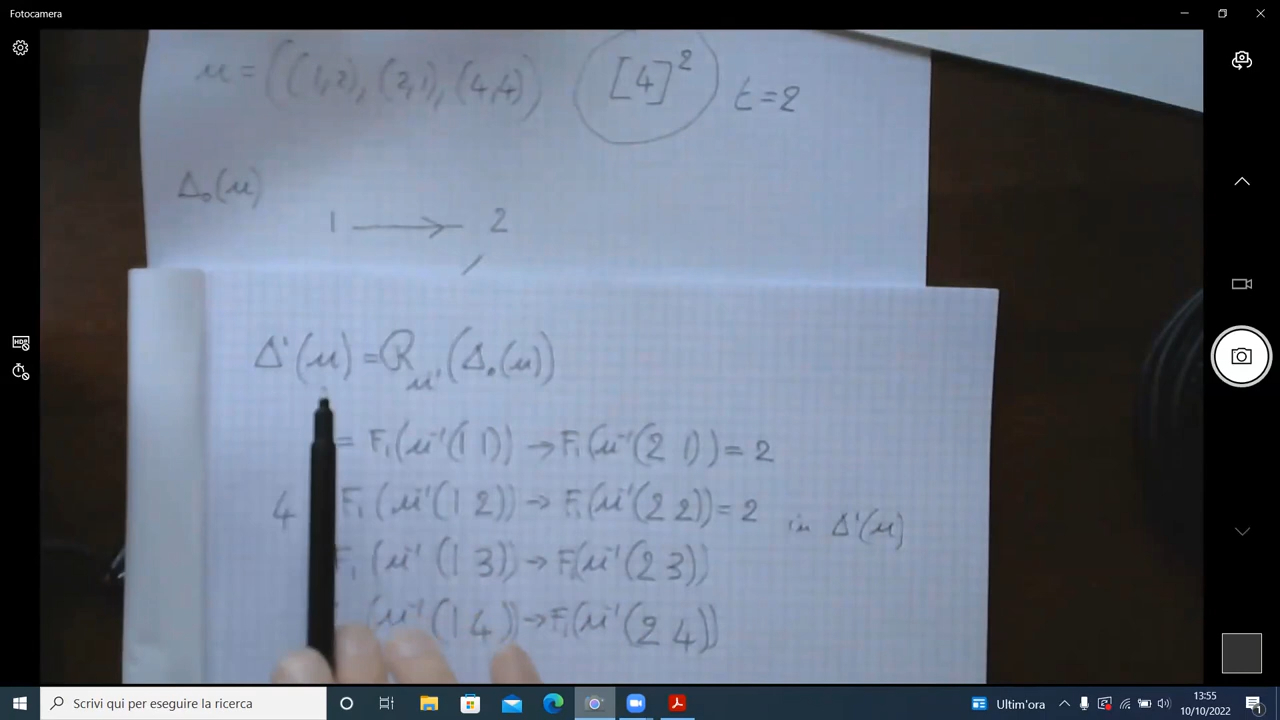 Fotocamera
u = ((1,2), (2,1), (4,4)) [4]² t=2
Δ₀(u)
1 → 2
Δ'(u) = R_u' (Δ₀(u))
= F₁(u⁻¹(1 1)) → F₁(u⁻¹(2 1)) = 2
4 F₁(u⁻¹(1 2)) → F₁(u⁻¹(2 2)) = 2 in Δ'(u)
F₁(u⁻¹(1 3)) → F₁(u⁻¹(2 3))
(u⁻¹(1 4)) → F₁(u⁻¹(2 4))
HDR
Scrivi qui per eseguire la ricerca
Ultim'ora
13:55
10/10/2022